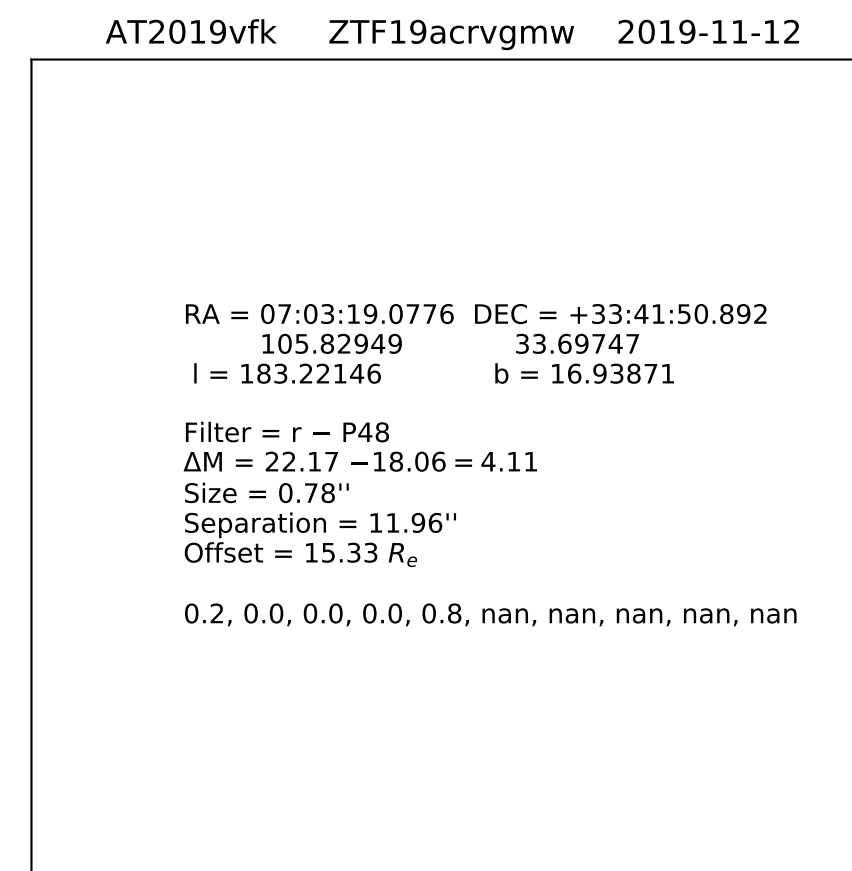 AT2019vfk ZTF19acrvgmw 2019-11-12
RA = 07:03:19.0776 DEC = +33:41:50.892
105.82949 33.69747
l = 183.22146 b = 16.93871
Filter = r − P48
ΔM = 22.17 −18.06 = 4.11
Size = 0.78''
Separation = 11.96''
Offset = 15.33 Rₑ
0.2, 0.0, 0.0, 0.0, 0.8, nan, nan, nan, nan, nan